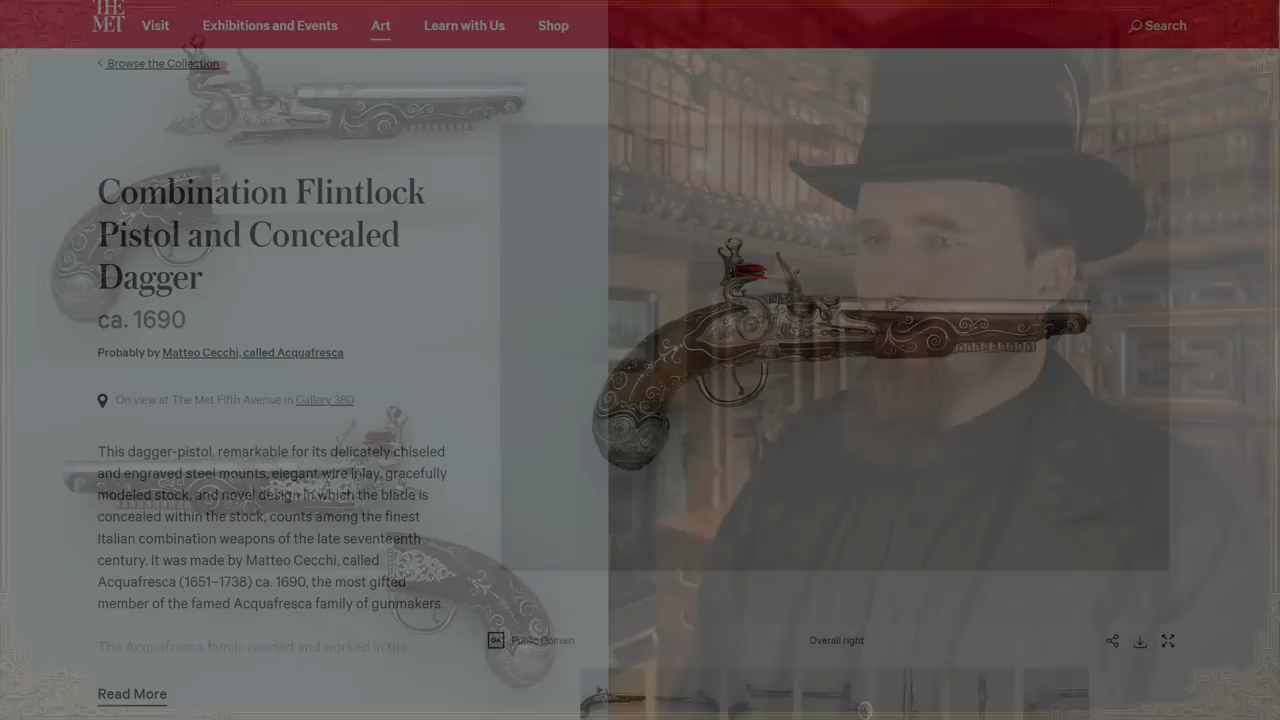 THE
MET
Visit
Exhibitions and Events
Art
Learn with Us
Shop
Search
< Browse the Collection
Combination Flintlock
Pistol and Concealed
Dagger
ca. 1690
Probably by Matteo Cecchi, called Acquafresca
On view at The Met Fifth Avenue in Gallery 380
This dagger-pistol, remarkable for its delicately chiseled
and engraved steel mounts, elegant wire inlay, gracefully
modeled stock, and novel design in which the blade is
concealed within the stock, counts among the finest
Italian combination weapons of the late seventeenth
century. It was made by Matteo Cecchi, called
Acquafresca (1651–1738) ca. 1690, the most gifted
member of the famed Acquafresca family of gunmakers.
The Acquafresca family resided and worked in the
Read More
OA Public Domain
Overall right